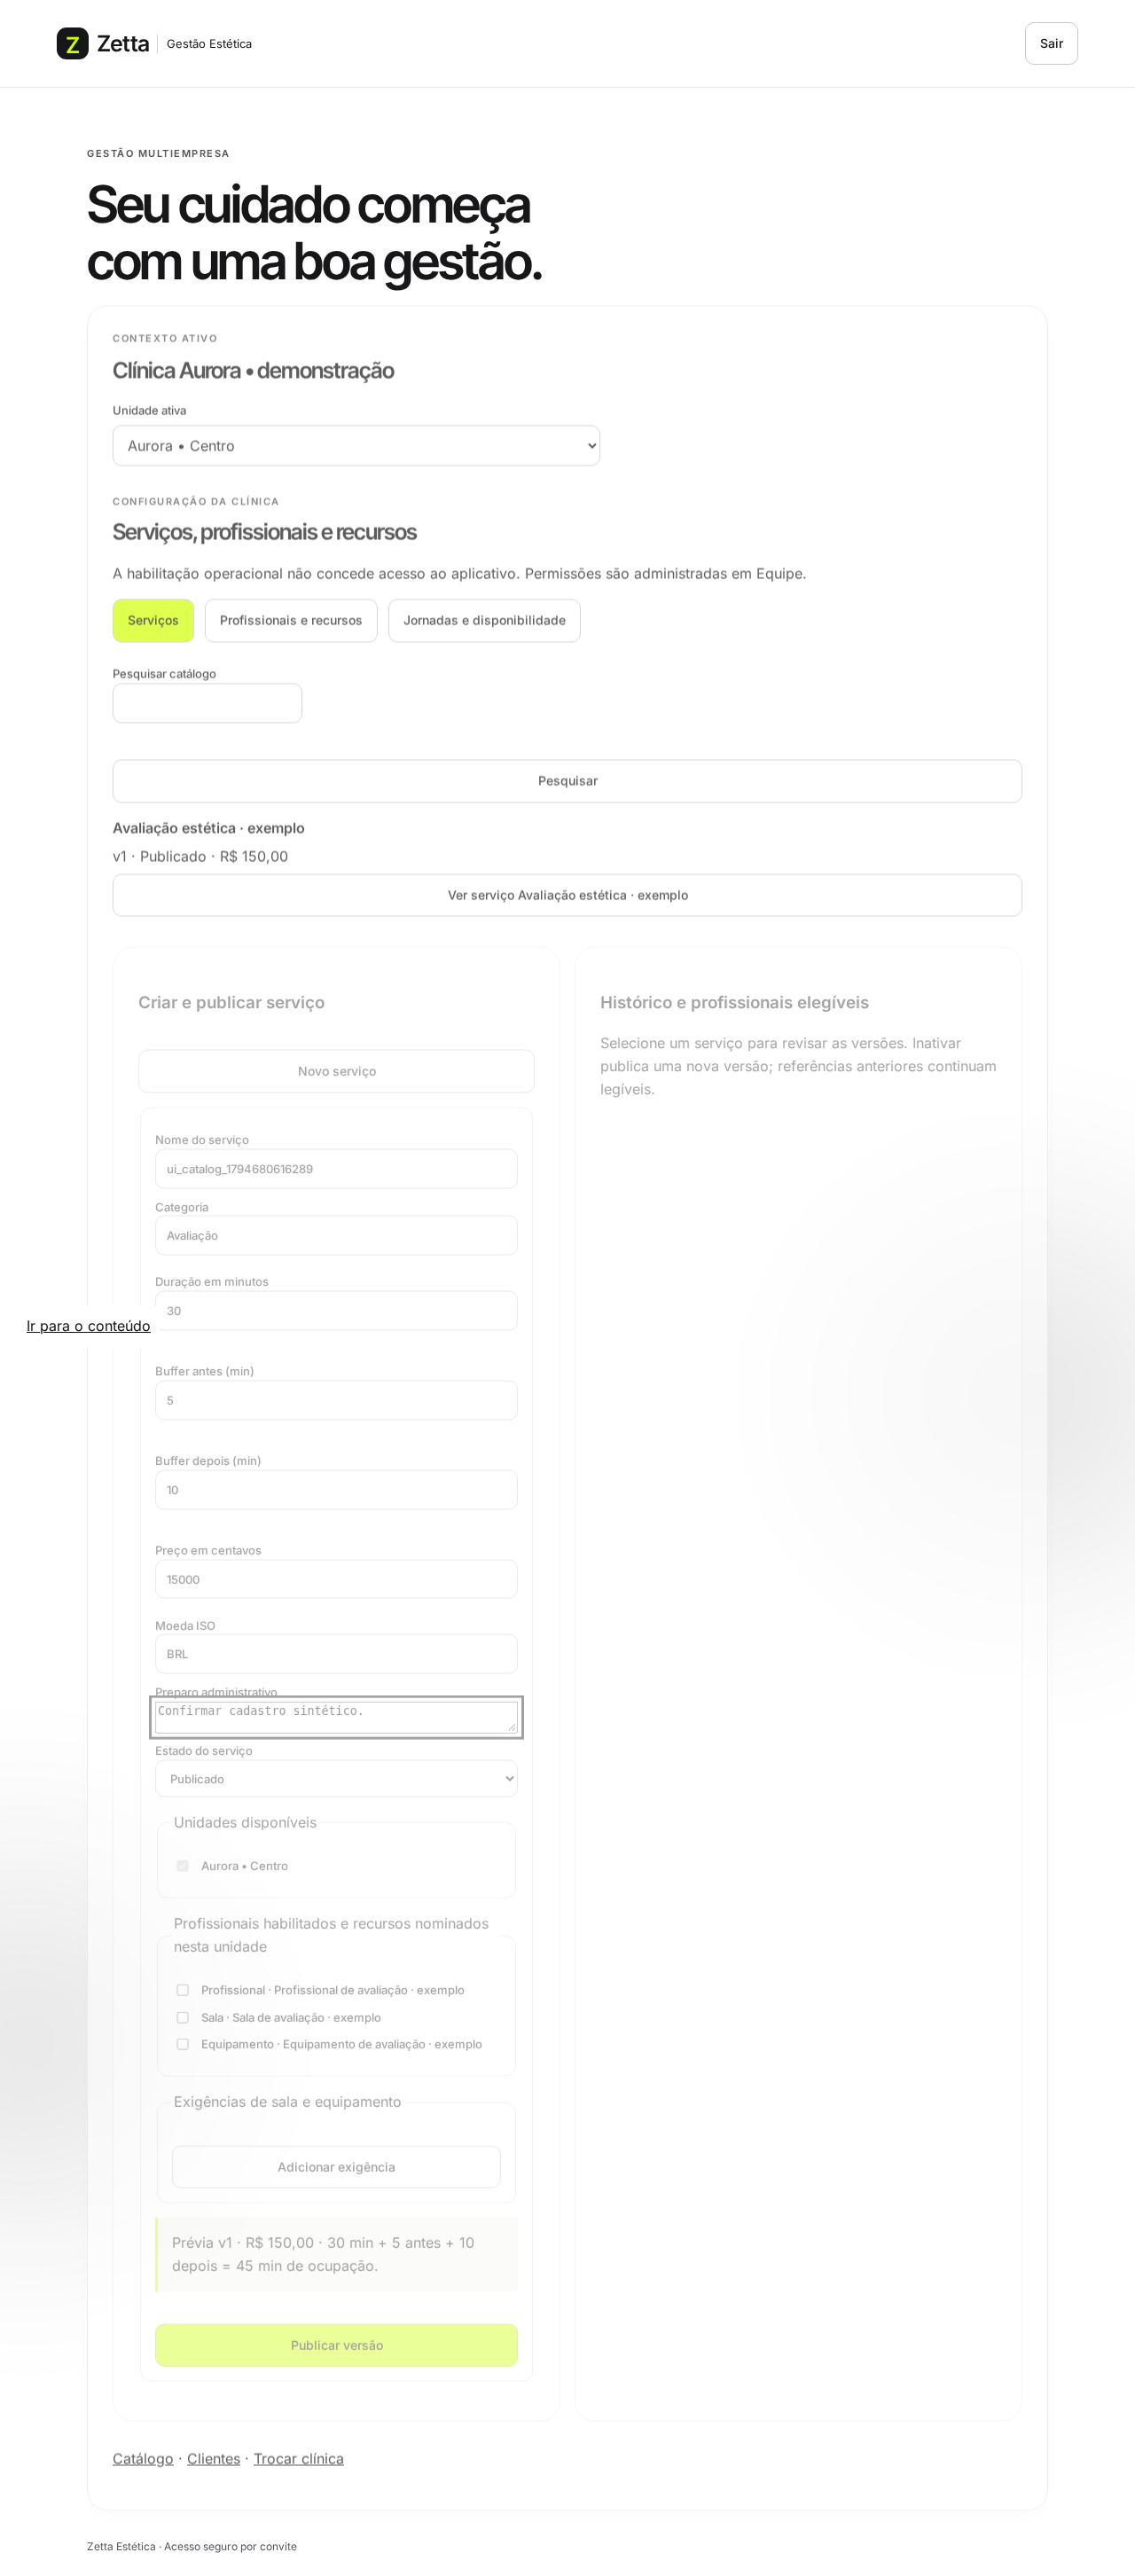 Z Zetta Gestão Estética
Sair
GESTÃO MULTIEMPRESA
Seu cuidado começa
com uma boa gestão.
CONTEXTO ATIVO
Clínica Aurora • demonstração
Unidade ativa
Aurora • Centro
CONFIGURAÇÃO DA CLÍNICA
Serviços, profissionais e recursos
A habilitação operacional não concede acesso ao aplicativo. Permissões são administradas em Equipe.
Serviços
Profissionais e recursos
Jornadas e disponibilidade
Pesquisar catálogo
Pesquisar
Avaliação estética · exemplo
v1 · Publicado · R$ 150,00
Ver serviço Avaliação estética · exemplo
Criar e publicar serviço
Novo serviço
Nome do serviço
ui_catalog_1794680616289
Categoria
Avaliação
Duração em minutos
30
Ir para o conteúdo
Buffer antes (min)
5
Buffer depois (min)
10
Preço em centavos
15000
Moeda ISO
BRL
Preparo administrativo
Confirmar cadastro sintético.
Estado do serviço
Publicado
Unidades disponíveis
Aurora • Centro
Profissionais habilitados e recursos nominados
nesta unidade
Profissional · Profissional de avaliação · exemplo
Sala · Sala de avaliação · exemplo
Equipamento · Equipamento de avaliação · exemplo
Exigências de sala e equipamento
Adicionar exigência
Prévia v1 · R$ 150,00 · 30 min + 5 antes + 10
depois = 45 min de ocupação.
Publicar versão
Histórico e profissionais elegíveis
Selecione um serviço para revisar as versões. Inativar
publica uma nova versão; referências anteriores continuam
legíveis.
Catálogo · Clientes · Trocar clínica
Zetta Estética · Acesso seguro por convite